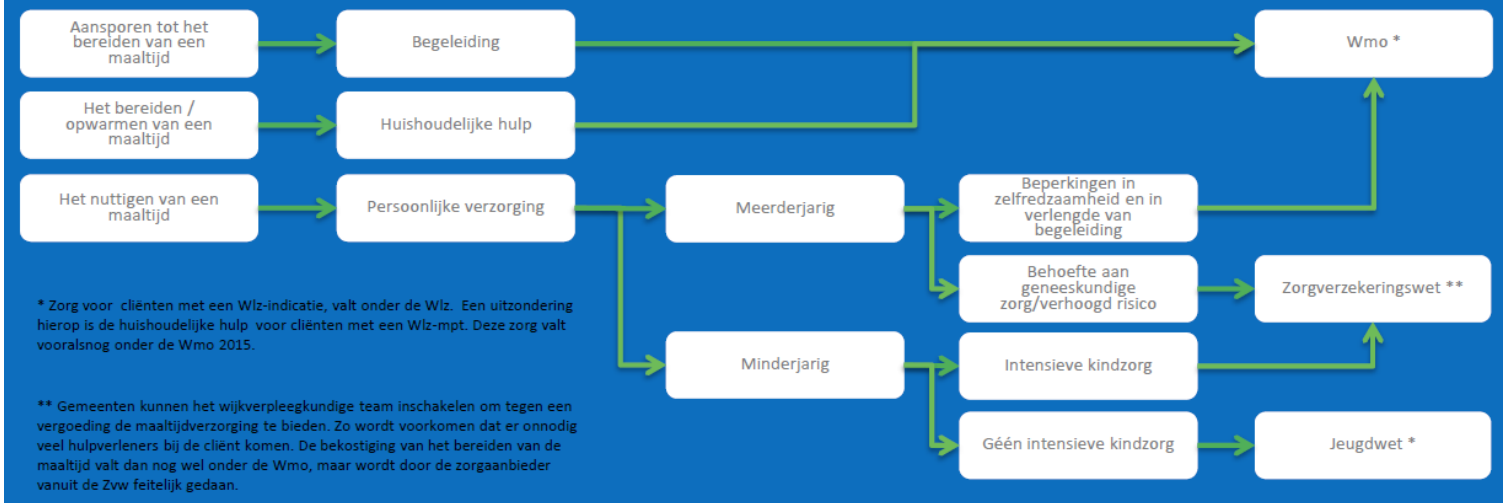 Aansporen tot het
bereiden van een
maaltijd
Begeleiding
Wmo *
Het bereiden /
opwarmen van een
maaltijd
Huishoudelijke hulp
Het nuttigen van een
maaltijd
Persoonlijke verzorging
Meerderjarig
Beperkingen in
zelfredzaamheid en in
verlengde van
begeleiding
Behoefte aan
geneeskundige
zorg/verhoogd risico
Zorgverzekeringswet **
Minderjarig
Intensieve kindzorg
Géén intensieve kindzorg
Jeugdwet *
* Zorg voor cliënten met een Wlz-indicatie, valt onder de Wlz. Een uitzondering
hierop is de huishoudelijke hulp voor cliënten met een Wlz-mpt. Deze zorg valt
vooralsnog onder de Wmo 2015.
** Gemeenten kunnen het wijkverpleegkundige team inschakelen om tegen een
vergoeding de maaltijdverzorging te bieden. Zo wordt voorkomen dat er onnodig
veel hulpverleners bij de cliënt komen. De bekostiging van het bereiden van de
maaltijd valt dan nog wel onder de Wmo, maar wordt door de zorgaanbieder
vanuit de Zvw feitelijk gedaan.